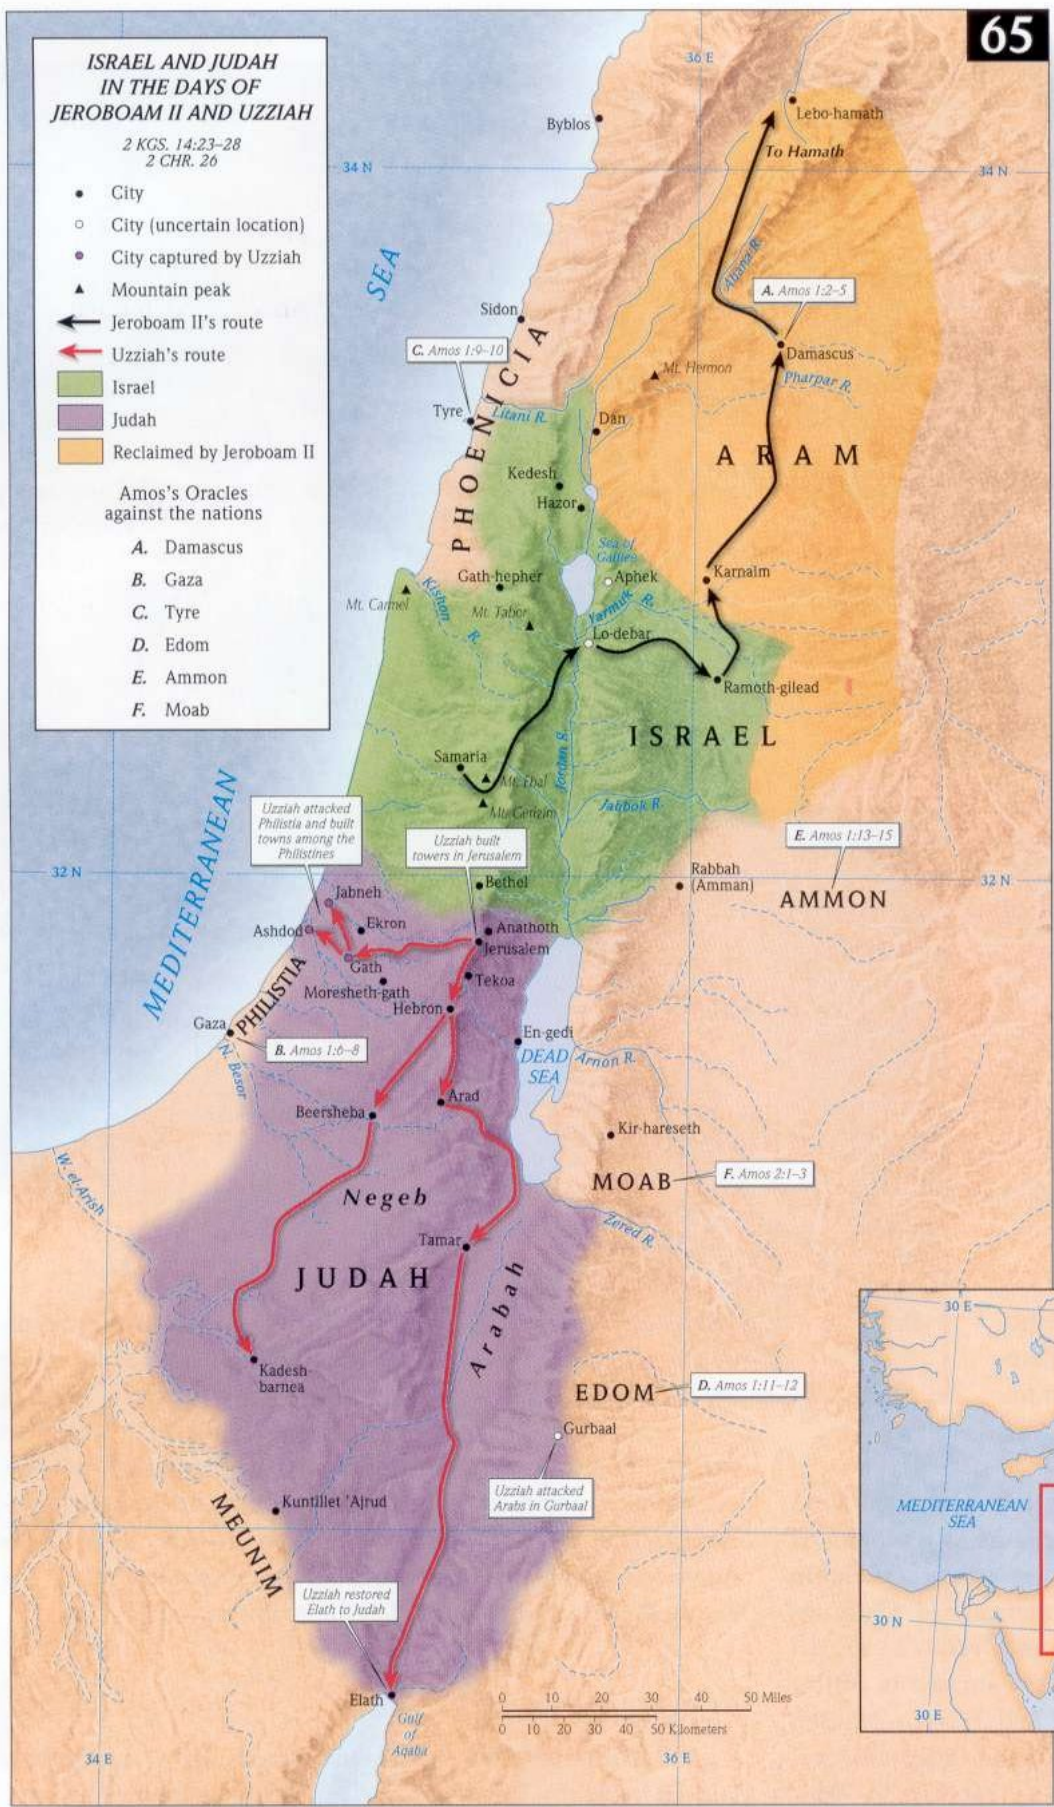 65
ISRAEL AND JUDAH
IN THE DAYS OF
JEROBOAM II AND UZZIAH
2 KGS. 14:23–28
2 CHR. 26
City
City (uncertain location)
City captured by Uzziah
Mountain peak
Jeroboam II's route
Uzziah's route
Israel
Judah
Reclaimed by Jeroboam II
Amos's Oracles
against the nations
A. Damascus
B. Gaza
C. Tyre
D. Edom
E. Ammon
F. Moab
36 E
Lebo-hamath
Byblos
To Hamath
34 N
34 N
SEA
Abana R.
A. Amos 1:2–5
Sidon
C. Amos 1:9–10
Damascus
Mt. Hermon
Pharpar R.
PHOENICIA
Tyre
Litani R.
Dan
ARAM
Kedesh
Hazor
Sea of
Galilee
Karnaim
Gath-hepher
Aphek
Mt. Carmel
Kishon
R.
Mt. Tabor
Yarmuk R.
Lo-debar
Ramoth-gilead
ISRAEL
Samaria
Mt. Ebal
Jordan R.
Mt. Gerizim
Jabbok R.
MEDITERRANEAN
Uzziah attacked
Philistia and built
towns among the
Philistines
Uzziah built
towers in Jerusalem
E. Amos 1:13–15
32 N
32 N
Bethel
Rabbah
(Amman)
AMMON
Jabneh
Ashdod
Ekron
Anathoth
Jerusalem
Gath
Moresheth-gath
Tekoa
PHILISTIA
Hebron
Gaza
B. Amos 1:6–8
En-gedi
DEAD
SEA
Arnon R.
N. Besor
Beersheba
Arad
Kir-hareseth
W. el-Arish
MOAB
F. Amos 2:1–3
Negeb
Zered R.
Tamar
JUDAH
Arabah
Kadesh-
barnea
EDOM
D. Amos 1:11–12
Gurbaal
Uzziah attacked
Arabs in Gurbaal
Kuntillet 'Ajrud
MEUNIM
Uzziah restored
Elath to Judah
Elath
Gulf
of
Aqaba
0 10 20 30 40 50 Miles
0 10 20 30 40 50 Kilometers
34 E
36 E
30 E
MEDITERRANEAN
SEA
30 N
30 E